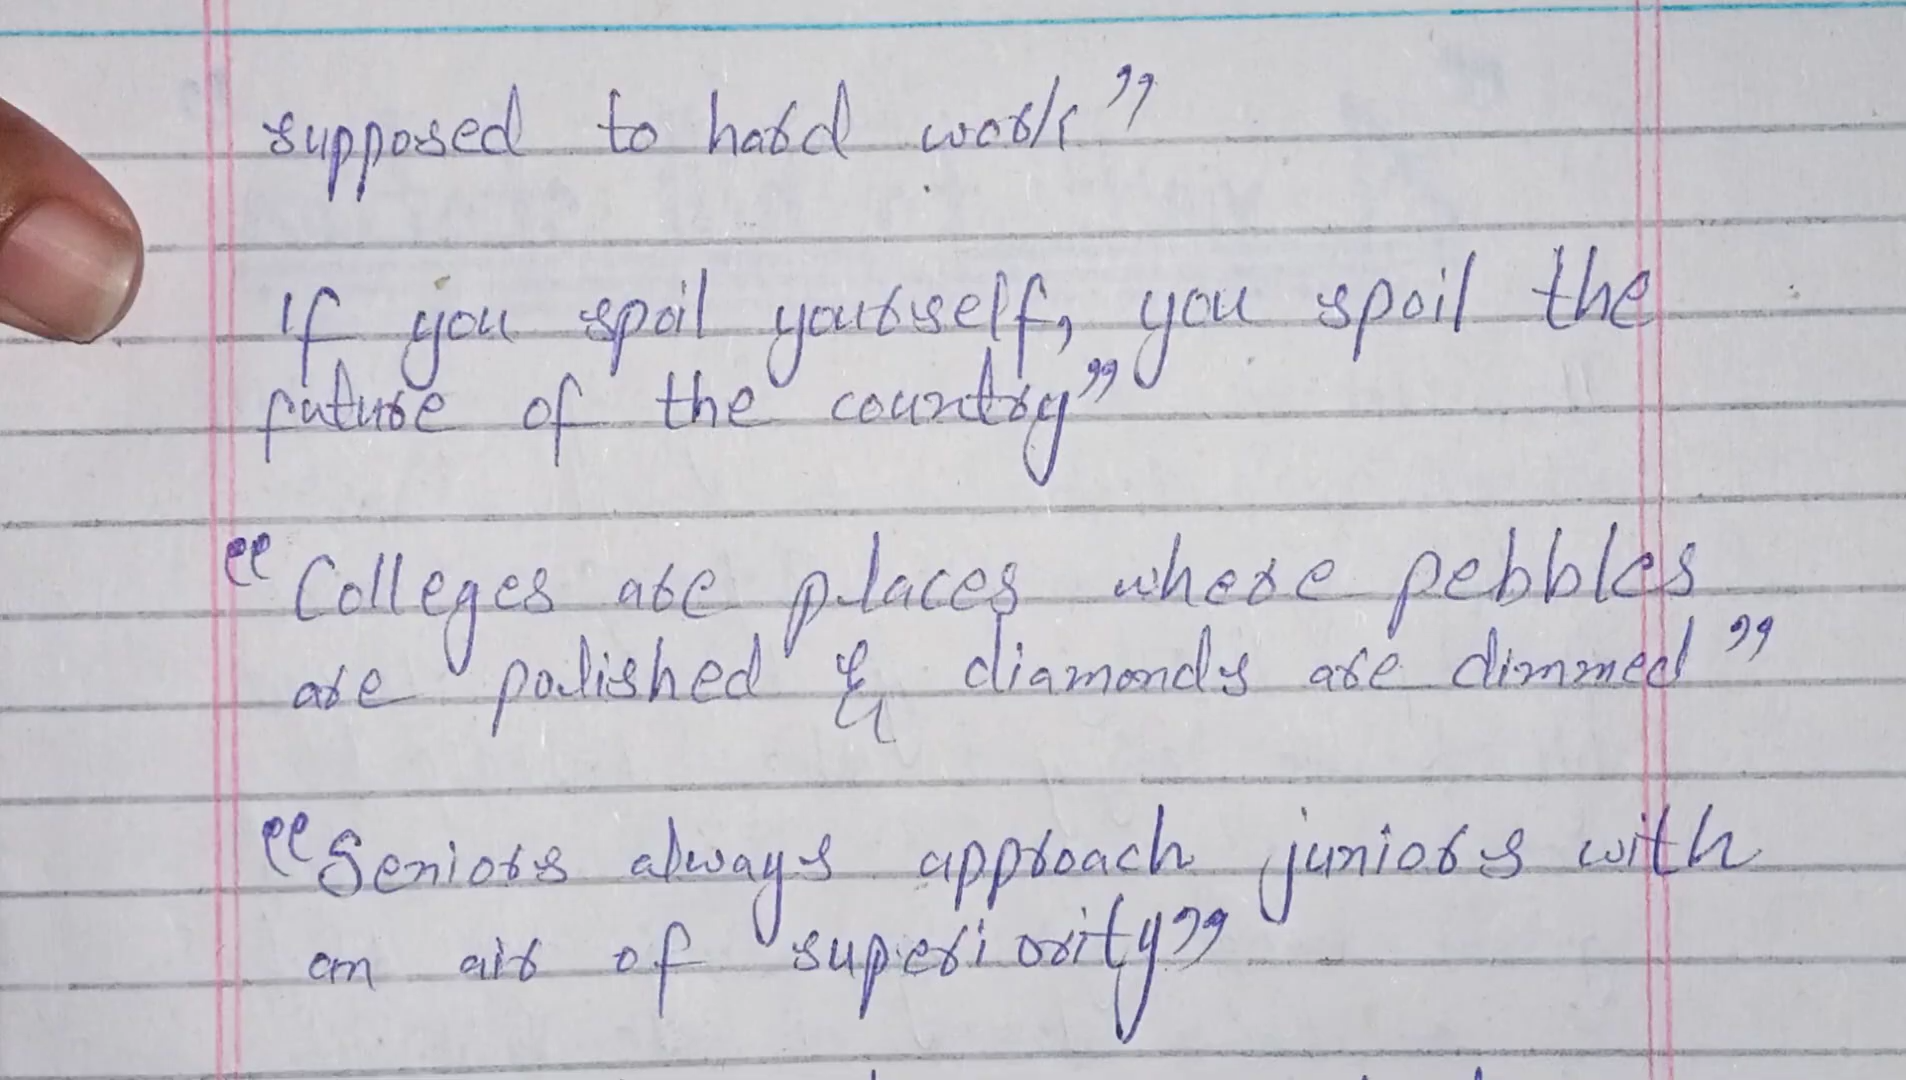 supposed to hard work”
If you spoil yourself, you spoil the
future of the country”
“Colleges are places where pebbles
are polished & diamonds are dimmed”
“Seniors always approach juniors with
an air of superiority”